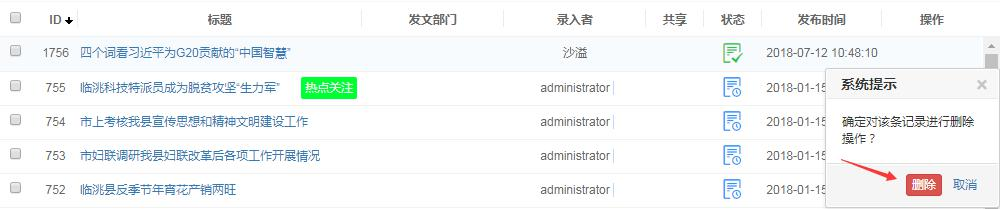 ID 标题 发文部门 录入者 共享 状态 发布时间 操作
1756 四个词看习近平为G20贡献的“中国智慧” 沙溢 2018-07-12 10:48:10
755 临洮科技特派员成为脱贫攻坚“生力军” 热点关注 administrator 2018-01-15
754 市上考核我县宣传思想和精神文明建设工作 administrator 2018-01-15
753 市妇联调研我县妇联改革后各项工作开展情况 administrator 2018-01-15
752 临洮县反季节年宵花产销两旺 administrator 2018-01-15
系统提示 ×
确定对该条记录进行删除
操作？
删除 取消